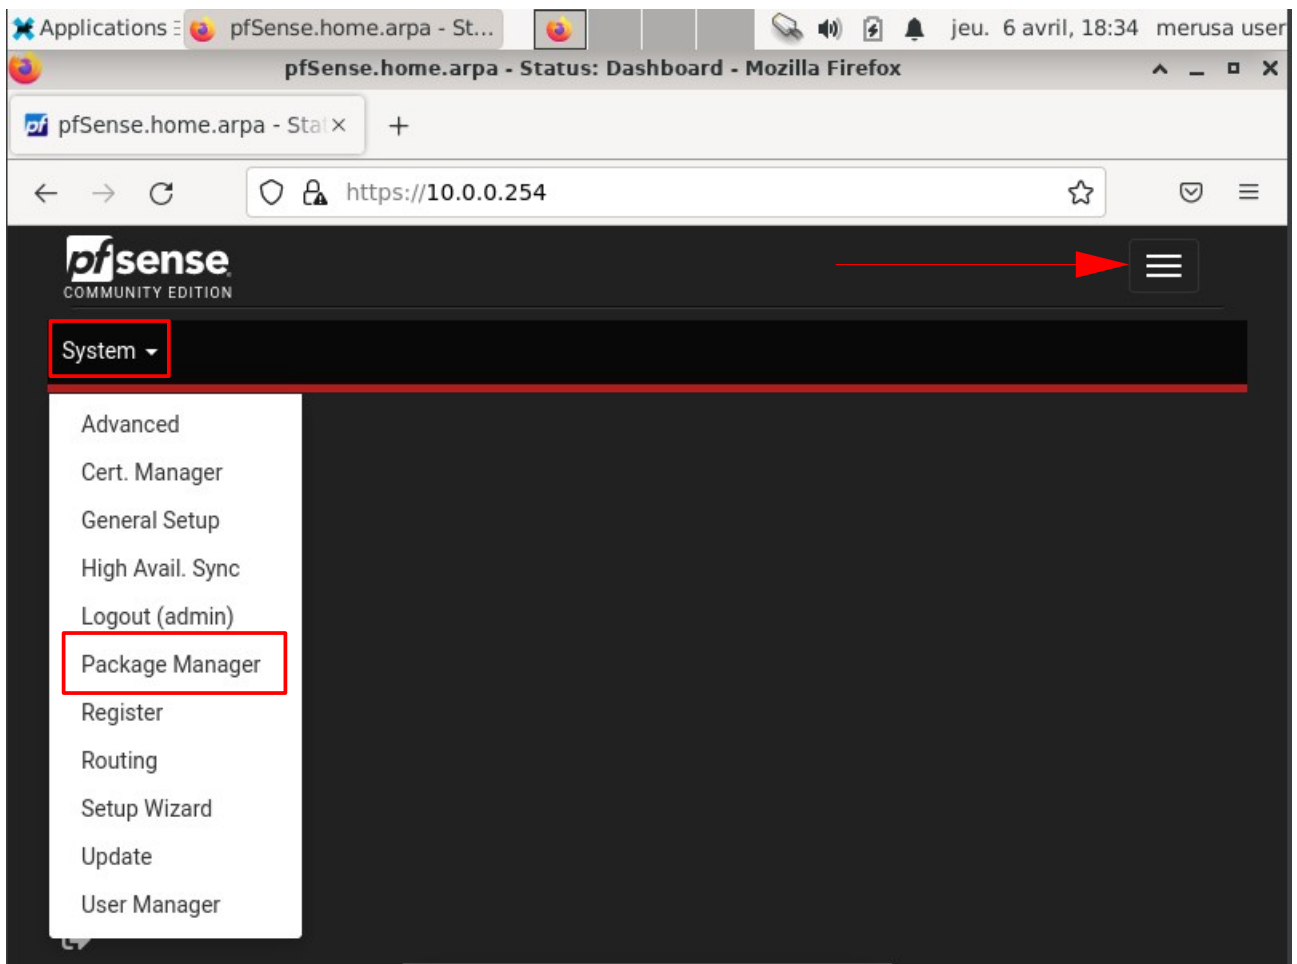 Applications pfSense.home.arpa - St... jeu. 6 avril, 18:34 merusa user
pfSense.home.arpa - Status: Dashboard - Mozilla Firefox
pf pfSense.home.arpa - Stat
https://10.0.0.254
pfsense
COMMUNITY EDITION
System
Advanced
Cert. Manager
General Setup
High Avail. Sync
Logout (admin)
Package Manager
Register
Routing
Setup Wizard
Update
User Manager